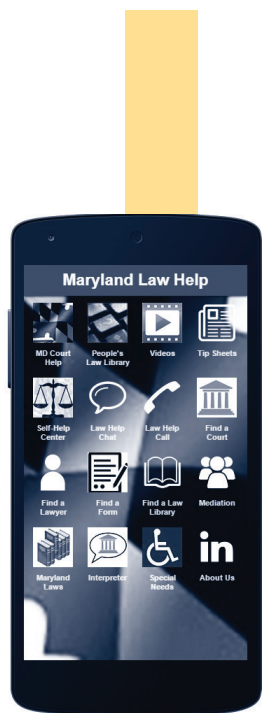 Maryland Law Help
MD Court
Help
People's
Law Library
Videos
Tip Sheets
Self-Help
Center
Law Help
Chat
Law Help
Call
Find a
Court
Find a
Lawyer
Find a
Form
Find a Law
Library
Mediation
Maryland
Laws
Interpreter
Special
Needs
in
About Us